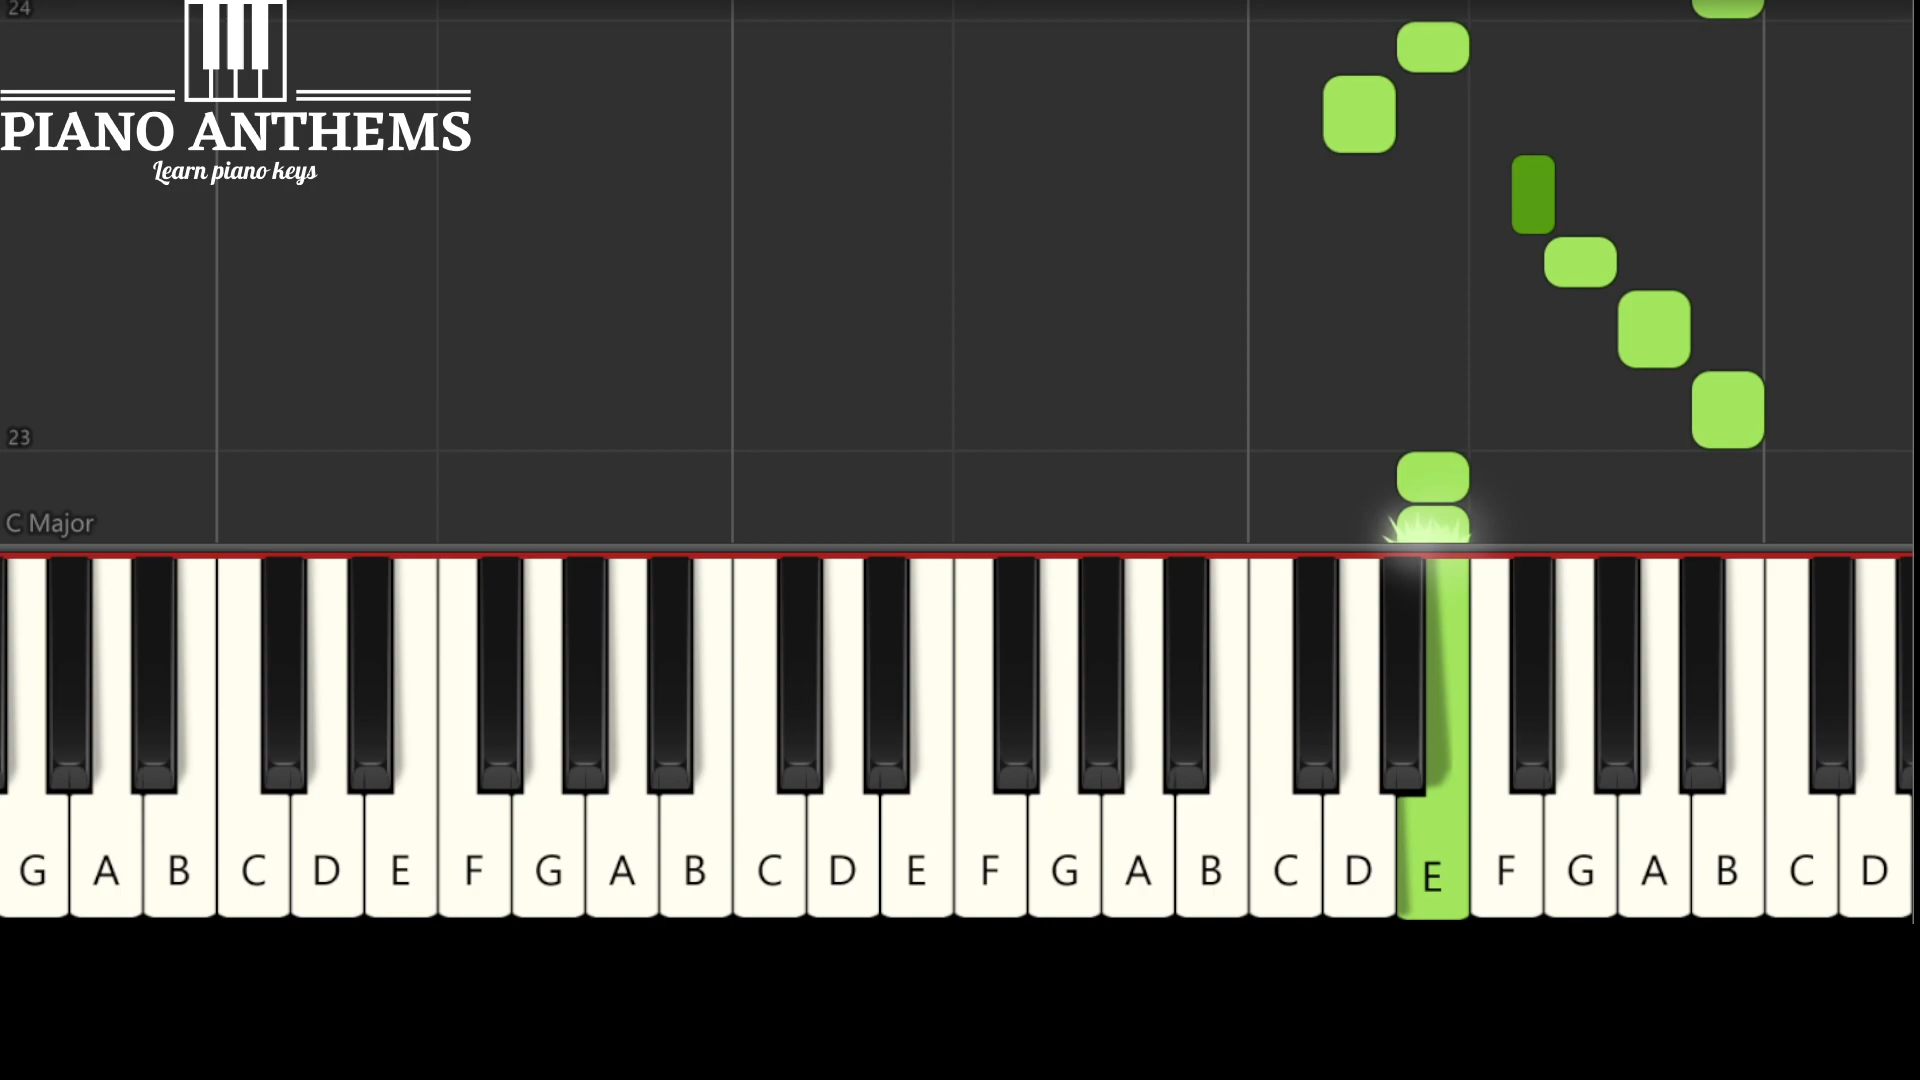 24
PIANO ANTHEMS
Learn piano keys
23
C Major
G A B C D E F G A B C D E F G A B C D E F G A B C D